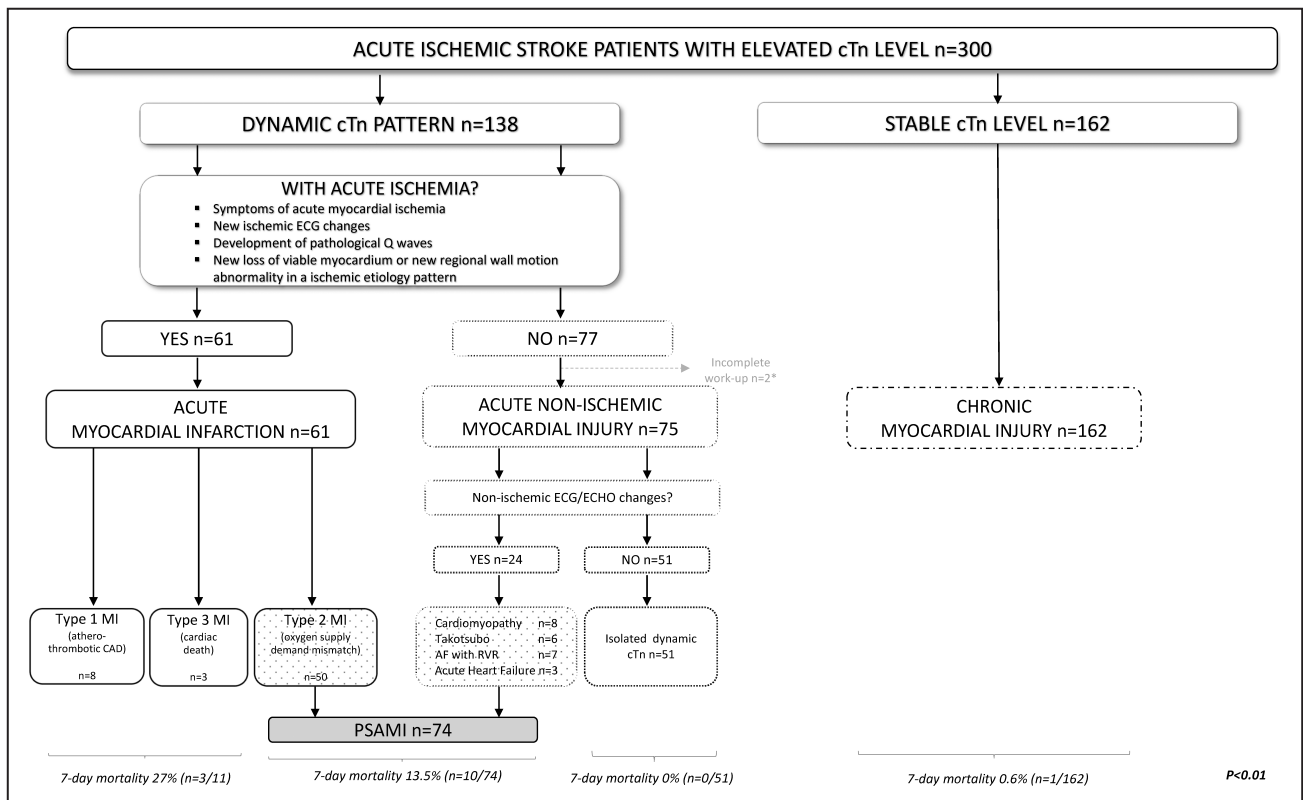 ACUTE ISCHEMIC STROKE PATIENTS WITH ELEVATED cTn LEVEL n=300
DYNAMIC cTn PATTERN n=138
STABLE cTn LEVEL n=162
WITH ACUTE ISCHEMIA?
▪ Symptoms of acute myocardial ischemia
▪ New ischemic ECG changes
▪ Development of pathological Q waves
▪ New loss of viable myocardium or new regional wall motion
abnormality in a ischemic etiology pattern
YES n=61
NO n=77
Incomplete
work-up n=2*
ACUTE
MYOCARDIAL INFARCTION n=61
ACUTE NON-ISCHEMIC
MYOCARDIAL INJURY n=75
CHRONIC
MYOCARDIAL INJURY n=162
Non-ischemic ECG/ECHO changes?
YES n=24
NO n=51
Type 1 MI
(athero-
thrombotic CAD)
n=8
Type 3 MI
(cardiac
death)
n=3
Type 2 MI
(oxygen supply
demand mismatch)
n=50
Cardiomyopathy n=8
Takotsubo n=6
AF with RVR n=7
Acute Heart Failure n=3
Isolated dynamic
cTn n=51
PSAMI n=74
7-day mortality 27% (n=3/11)
7-day mortality 13.5% (n=10/74)
7-day mortality 0% (n=0/51)
7-day mortality 0.6% (n=1/162)
P<0.01